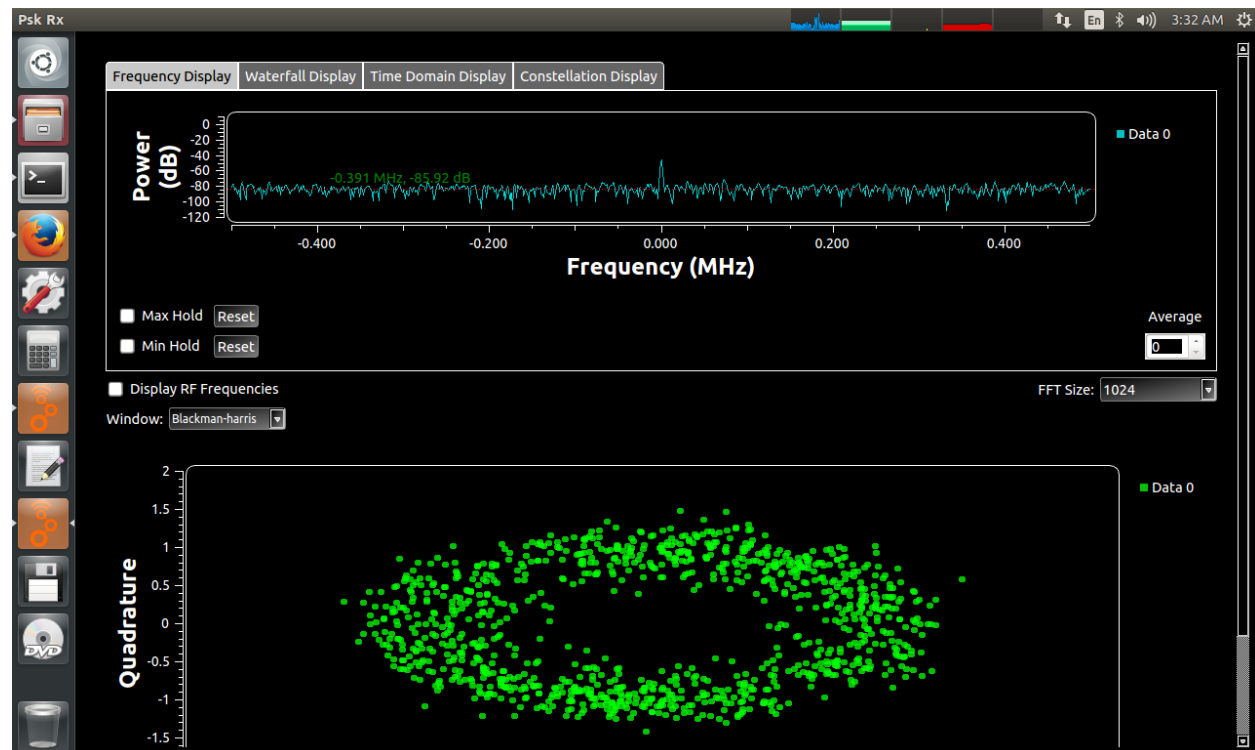 Psk Rx
En
3:32 AM
Frequency Display Waterfall Display Time Domain Display Constellation Display
Power (dB)
0
-20
-40
-60
-80
-100
-120
-0.391 MHz, -85.92 dB
Data 0
-0.400 -0.200 0.000 0.200 0.400
Frequency (MHz)
Max Hold Reset
Min Hold Reset
Average
0
Display RF Frequencies
FFT Size: 1024
Window: Blackman-harris
Quadrature
2
1.5
1
0.5
0
-0.5
-1
-1.5
Data 0
>_
DVD